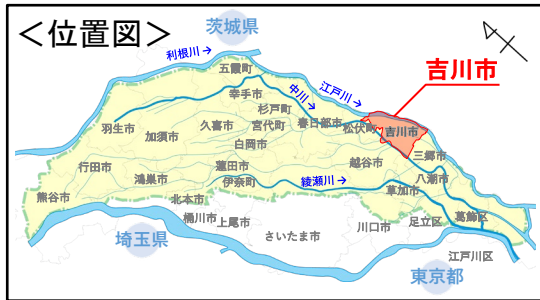 ＜位置図＞
茨城県
利根川→
五霞町
中川→
江戸川→
吉川市
幸手市
杉戸町
羽生市
加須市
久喜市
宮代町
春日部市
松伏町
吉川市
白岡市
行田市
蓮田市
越谷市
三郷市
鴻巣市
伊奈町
綾瀬川→
八潮市
熊谷市
北本市
草加市
桶川市
上尾市
川口市
足立区
葛飾区
埼玉県
さいたま市
江戸川区
東京都